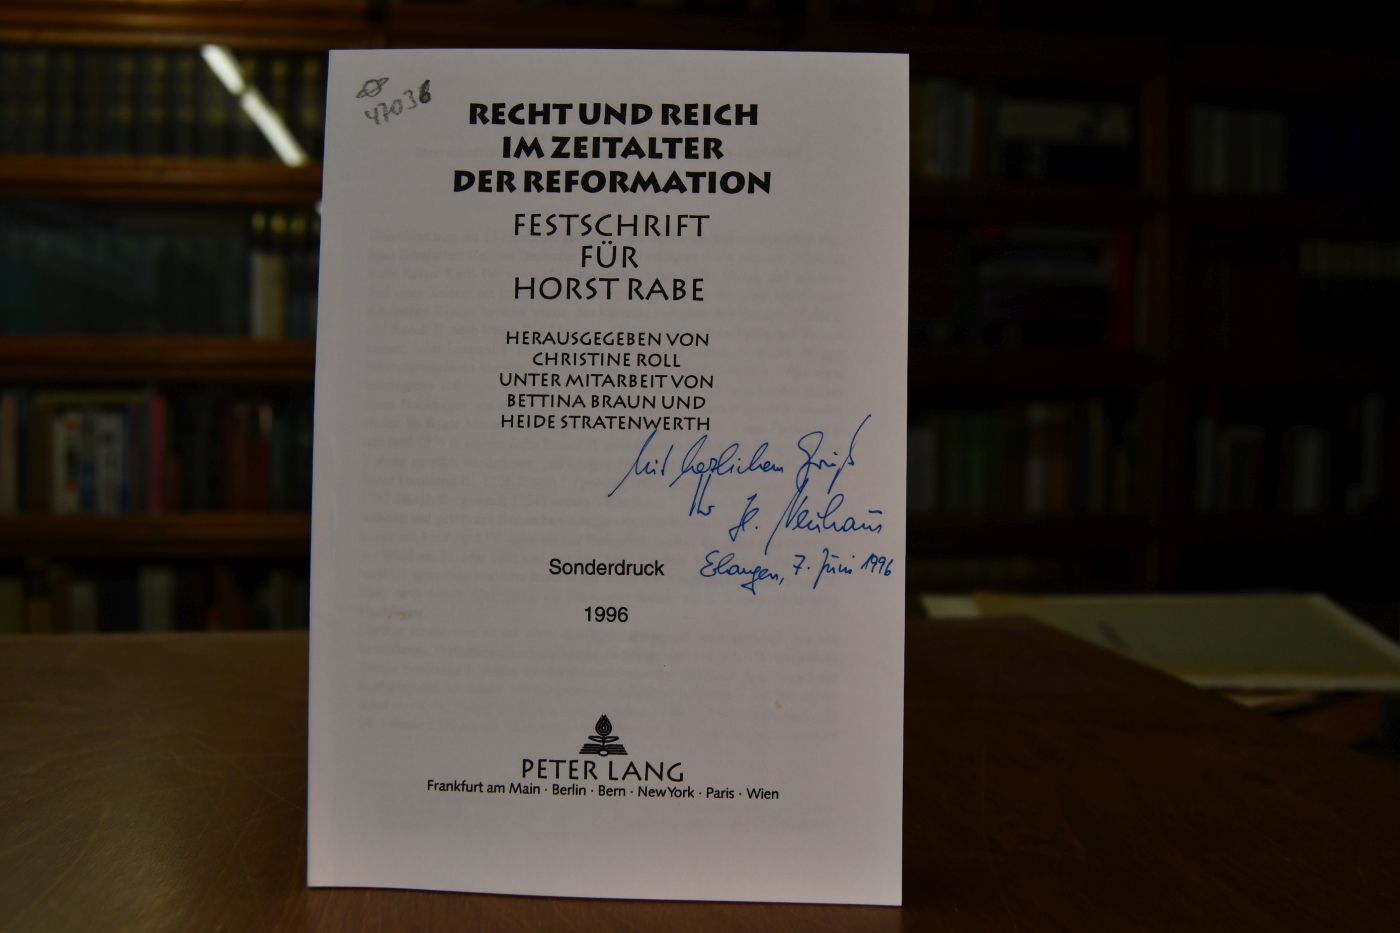 47036
RECHT UND REICH
IM ZEITALTER
DER REFORMATION
FESTSCHRIFT
FÜR
HORST RABE
HERAUSGEGEBEN VON
CHRISTINE ROLL
UNTER MITARBEIT VON
BETTINA BRAUN UND
HEIDE STRATENWERTH
Mit herzlichem Gruß
Ihr H. Neuhaus
Erlangen, 7. Juni 1996
Sonderdruck
1996
PETER LANG
Frankfurt am Main · Berlin · Bern · New York · Paris · Wien